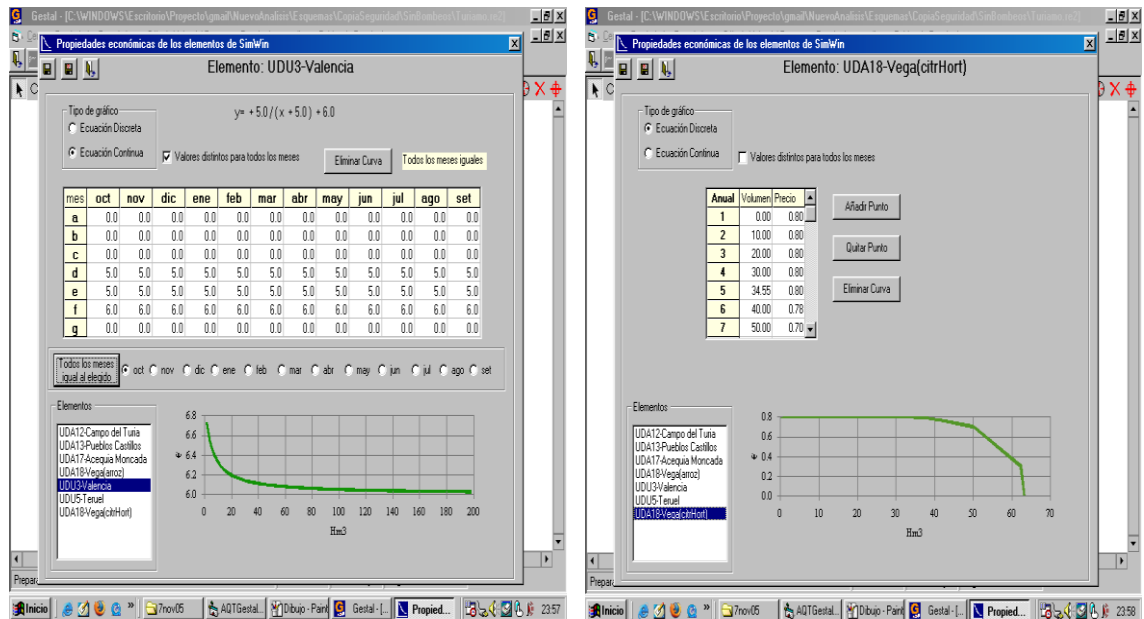 Gestal - [C:\WINDOWS\Escritorio\Proyecto\gmail\NuevoAnalisis\Esquemas\CopiaSeguridad\SinBombeos\Turiamo.re2]
Propiedades económicas de los elementos de SimWin
Elemento: UDU3-Valencia
Tipo de gráfico
y= +5.0/(x +5.0) +6.0
Ecuación Discreta
Ecuación Continua
Valores distintos para todos los meses
Eliminar Curva
Todos los meses iguales
mes oct nov dic ene feb mar abr may jun jul ago set
a 0.0 0.0 0.0 0.0 0.0 0.0 0.0 0.0 0.0 0.0 0.0 0.0
b 0.0 0.0 0.0 0.0 0.0 0.0 0.0 0.0 0.0 0.0 0.0 0.0
c 0.0 0.0 0.0 0.0 0.0 0.0 0.0 0.0 0.0 0.0 0.0 0.0
d 5.0 5.0 5.0 5.0 5.0 5.0 5.0 5.0 5.0 5.0 5.0 5.0
e 5.0 5.0 5.0 5.0 5.0 5.0 5.0 5.0 5.0 5.0 5.0 5.0
f 6.0 6.0 6.0 6.0 6.0 6.0 6.0 6.0 6.0 6.0 6.0 6.0
g 0.0 0.0 0.0 0.0 0.0 0.0 0.0 0.0 0.0 0.0 0.0 0.0
Todos los meses
igual al elegido
oct nov dic ene feb mar abr may jun jul ago set
Elementos
UDA12-Campo del Turia
UDA13-Pueblos Castillos
UDA17-Acequia Moncada
UDA18-Vega(arroz)
UDU3-Valencia
UDU5-Teruel
UDA18-Vega(citrHort)
6.8
6.6
6.4
6.2
6.0
€
0 20 40 60 80 100 120 140 160 180 200
Hm3
Prepar
Inicio
7nov05
AQTGestal...
Dibujo - Paint
Gestal - [...
Propied...
23:57
Gestal - [C:\WINDOWS\Escritorio\Proyecto\gmail\NuevoAnalisis\Esquemas\CopiaSeguridad\SinBombeos\Turiamo.re2]
Propiedades económicas de los elementos de SimWin
Elemento: UDA18-Vega(citrHort)
Tipo de gráfico
Ecuación Discreta
Ecuación Continua
Valores distintos para todos los meses
Anual Volumen Precio
1 0.00 0.80
2 10.00 0.80
3 20.00 0.80
4 30.00 0.80
5 34.55 0.80
6 40.00 0.78
7 50.00 0.70
Añadir Punto
Quitar Punto
Eliminar Curva
Elementos
UDA12-Campo del Turia
UDA13-Pueblos Castillos
UDA17-Acequia Moncada
UDA18-Vega(arroz)
UDU3-Valencia
UDU5-Teruel
UDA18-Vega(citrHort)
0.8
0.6
0.4
0.2
0.0
€
0 10 20 30 40 50 60 70
Hm3
Prepar
Inicio
7nov05
AQTGestal...
Dibujo - Paint
Gestal - [...
Propied...
23:58